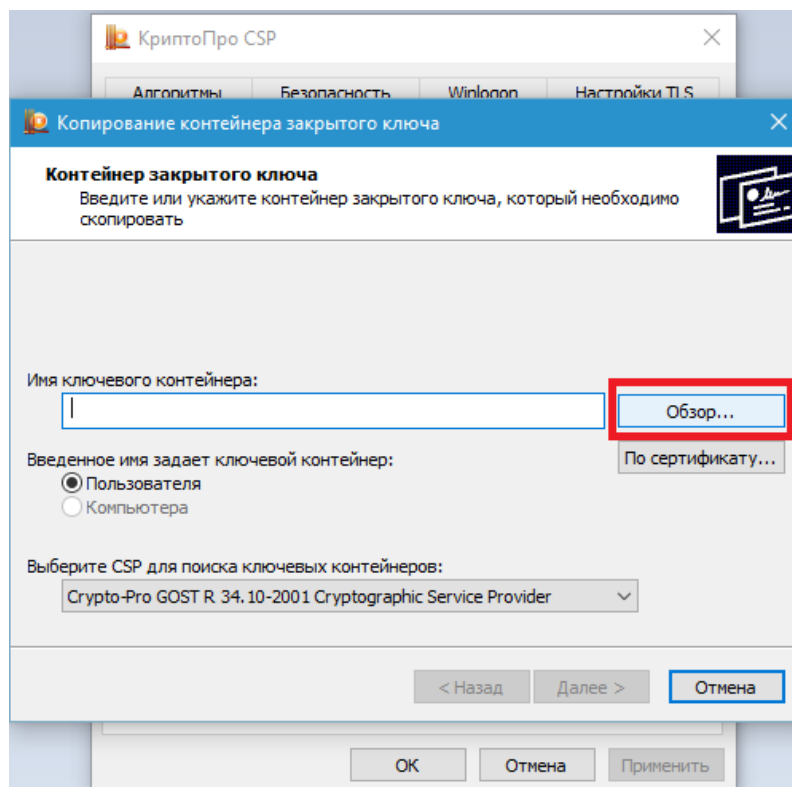 КриптоПро CSP
Алгоритмы Безопасность Winlogon Настройки TLS
Копирование контейнера закрытого ключа
Контейнер закрытого ключа
Введите или укажите контейнер закрытого ключа, который необходимо
скопировать
Имя ключевого контейнера:
Обзор...
Введенное имя задает ключевой контейнер:
По сертификату...
Пользователя
Компьютера
Выберите CSP для поиска ключевых контейнеров:
Crypto-Pro GOST R 34.10-2001 Cryptographic Service Provider
< Назад Далее > Отмена
ОК Отмена Применить